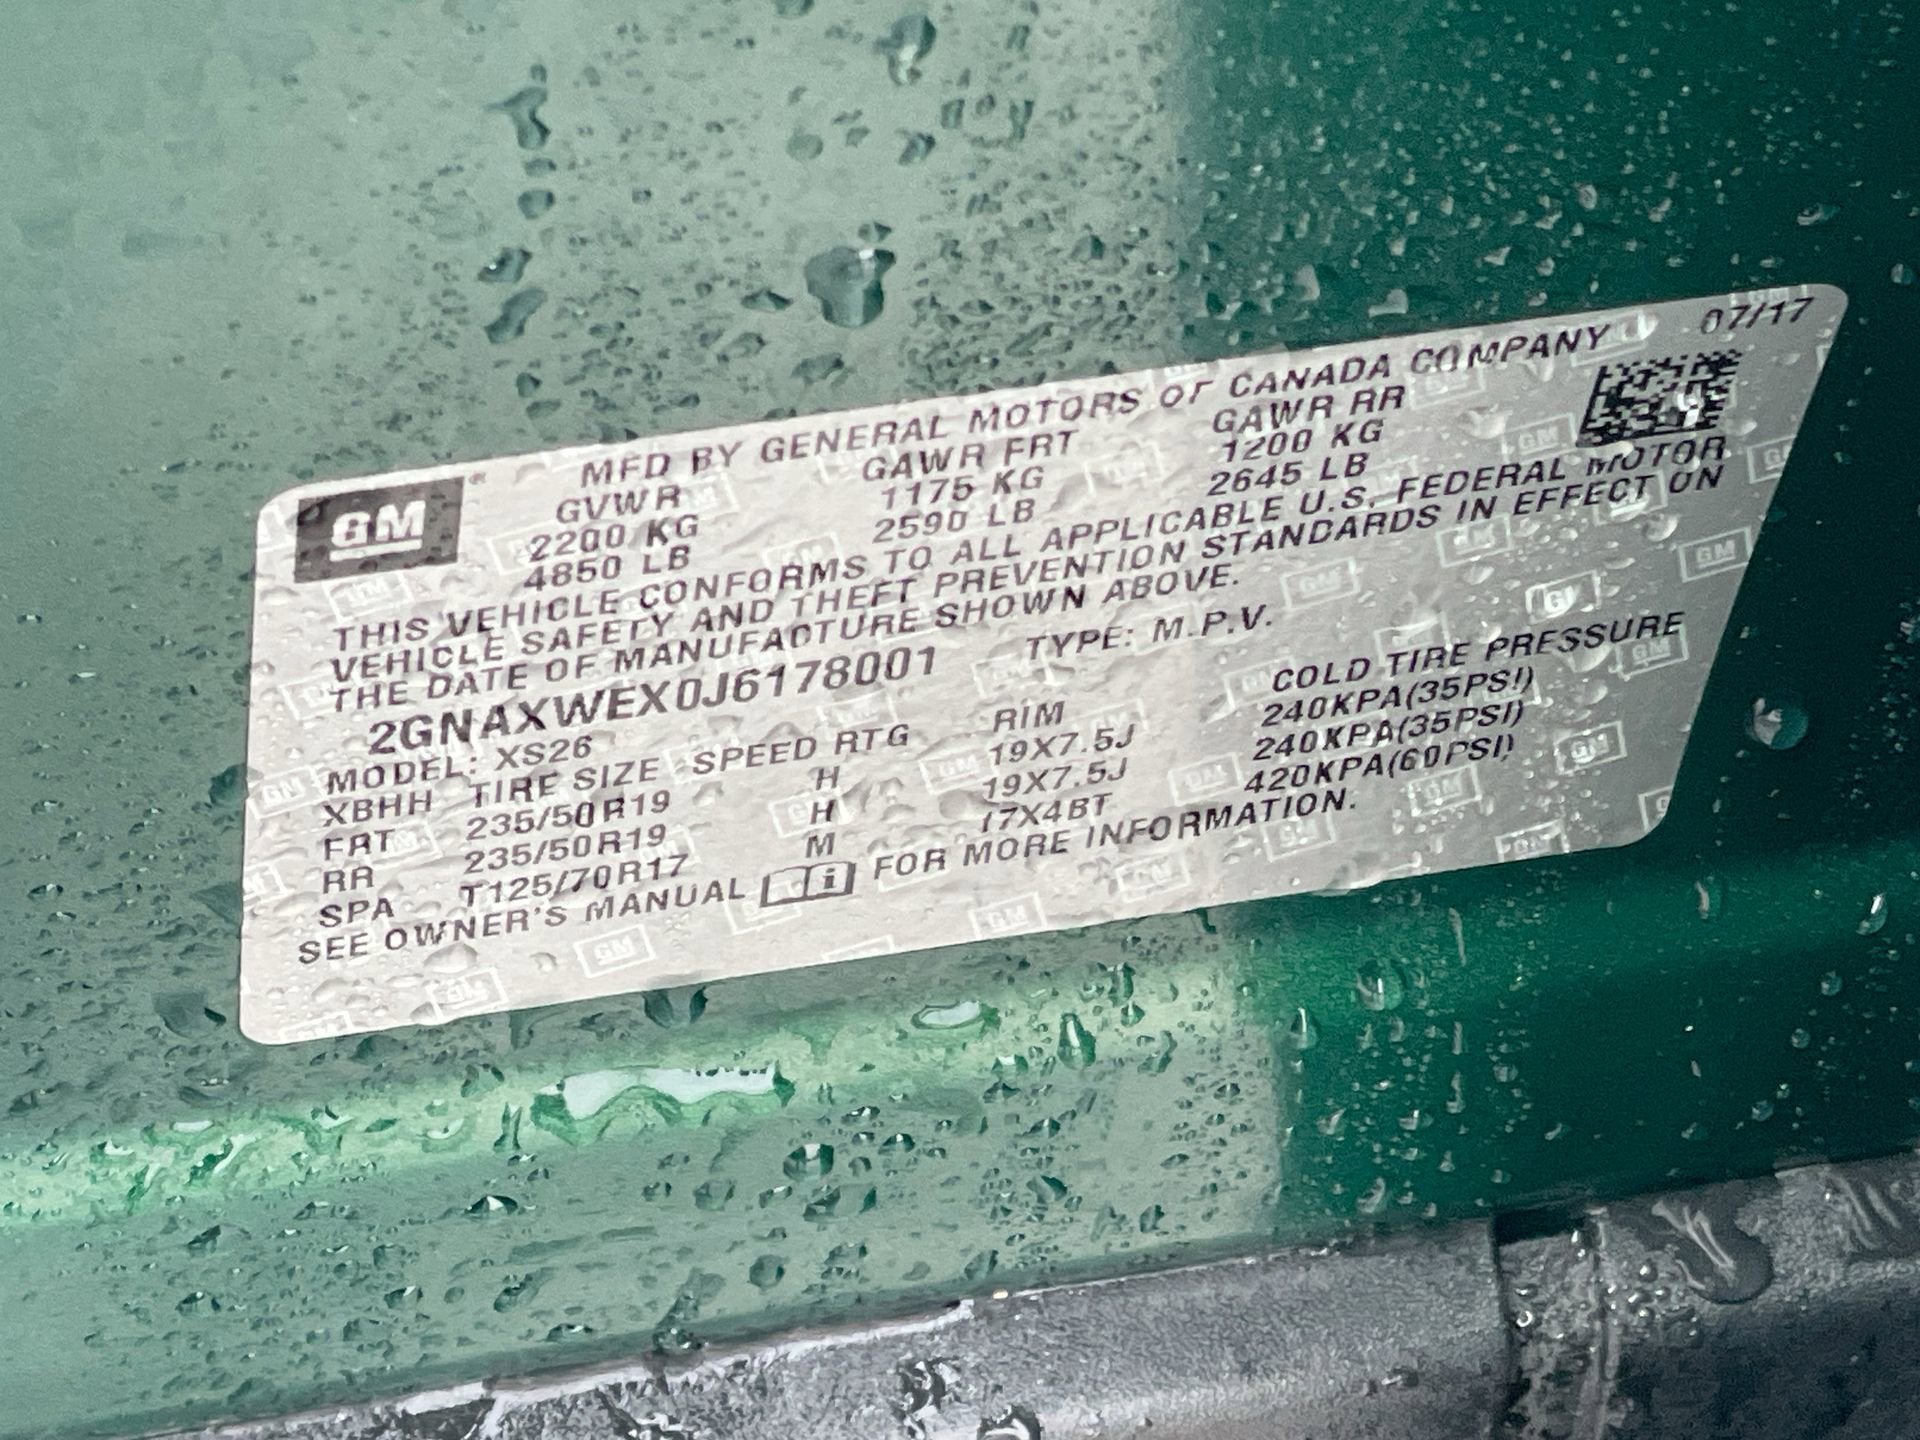 07/17
GM ® MFD BY GENERAL MOTORS OF CANADA COMPANY
GVWR GAWR FRT GAWR RR
2200 KG 1175 KG 1200 KG
4850 LB 2590 LB 2645 LB
THIS VEHICLE CONFORMS TO ALL APPLICABLE U.S. FEDERAL MOTOR
VEHICLE SAFETY AND THEFT PREVENTION STANDARDS IN EFFECT ON
THE DATE OF MANUFACTURE SHOWN ABOVE.
2GNAXWEX0J6178001 TYPE: M.P.V.
MODEL: XS26
XBHH TIRE SIZE SPEED RTG RIM COLD TIRE PRESSURE
FRT 235/50R19 H 19X7.5J 240KPA(35PSI)
RR 235/50R19 H 19X7.5J 240KPA(35PSI)
SPA T125/70R17 M 17X4BT 420KPA(60PSI)
SEE OWNER'S MANUAL i FOR MORE INFORMATION.